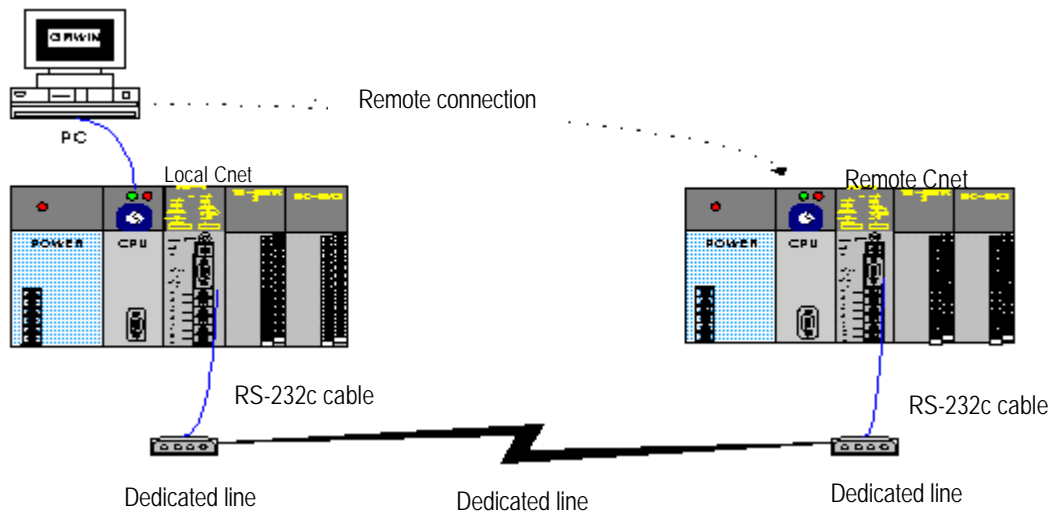 GMWIN
Remote connection
PC
Local Cnet
Remote Cnet
POWER
CPU
POWER
CPU
RS-232c cable
RS-232c cable
Dedicated line
Dedicated line
Dedicated line